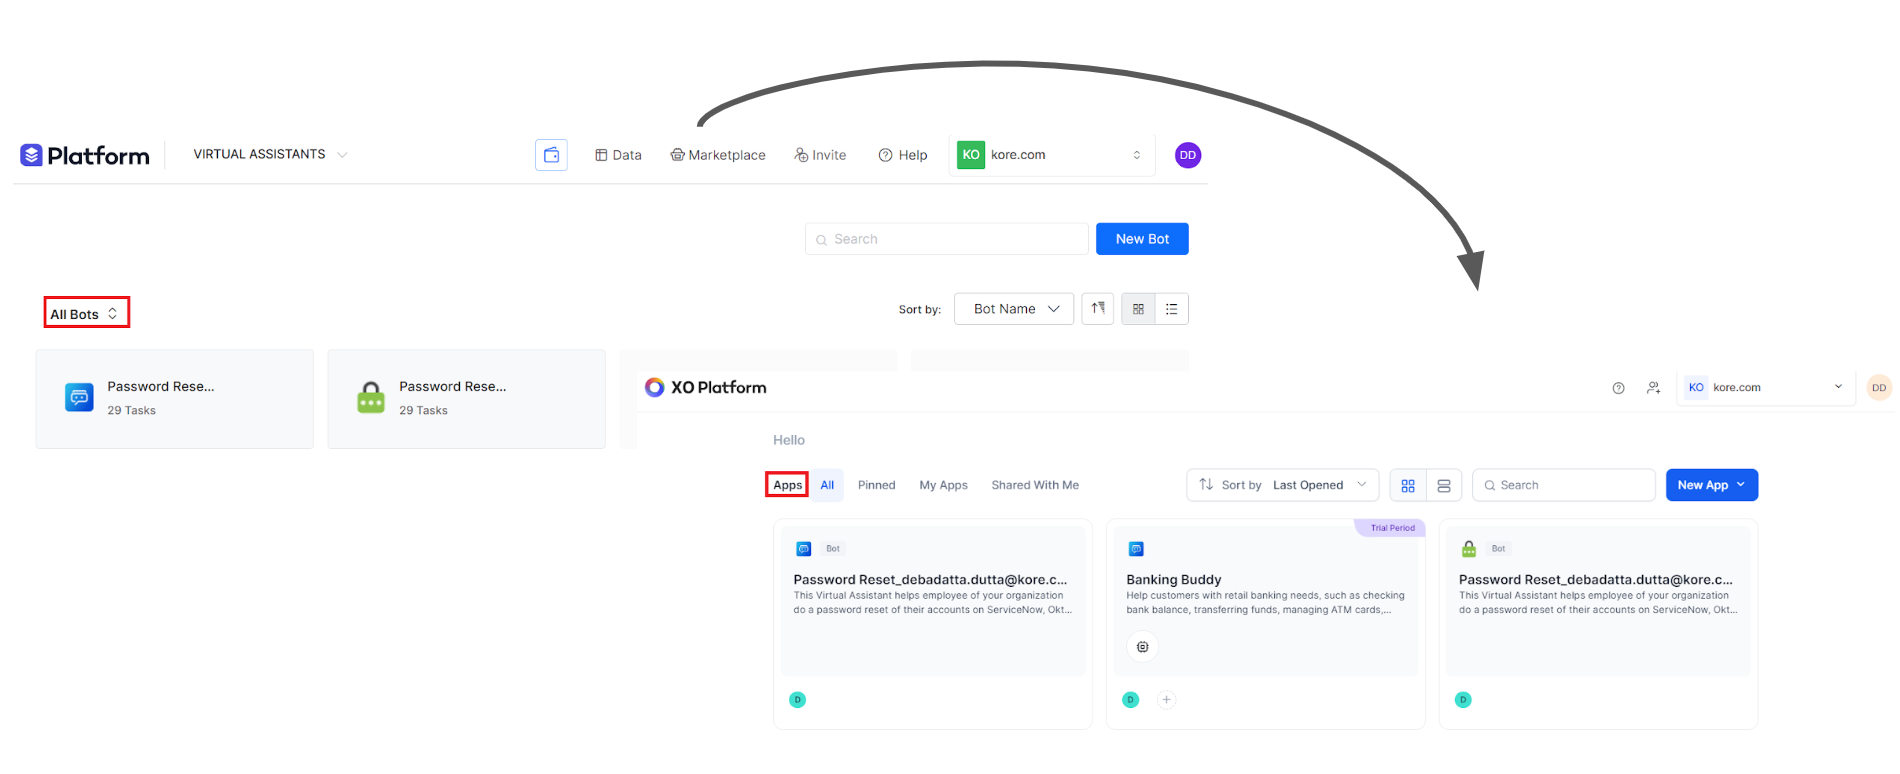 Platform
VIRTUAL ASSISTANTS
Data
Marketplace
Invite
Help
KO kore.com
DD
Search
New Bot
All Bots
Sort by: Bot Name
Password Rese...
29 Tasks
Password Rese...
29 Tasks
XO Platform
KO kore.com
DD
Hello
Apps All Pinned My Apps Shared With Me
Sort by Last Opened
Search
New App
Bot
Password Reset_debadatta.dutta@kore.c...
This Virtual Assistant helps employee of your organization
do a password reset of their accounts on ServiceNow, Okt...
D
Trial Period
Banking Buddy
Help customers with retail banking needs, such as checking
bank balance, transferring funds, managing ATM cards,...
D
Bot
Password Reset_debadatta.dutta@kore.c...
This Virtual Assistant helps employee of your organization
do a password reset of their accounts on ServiceNow, Okt...
D